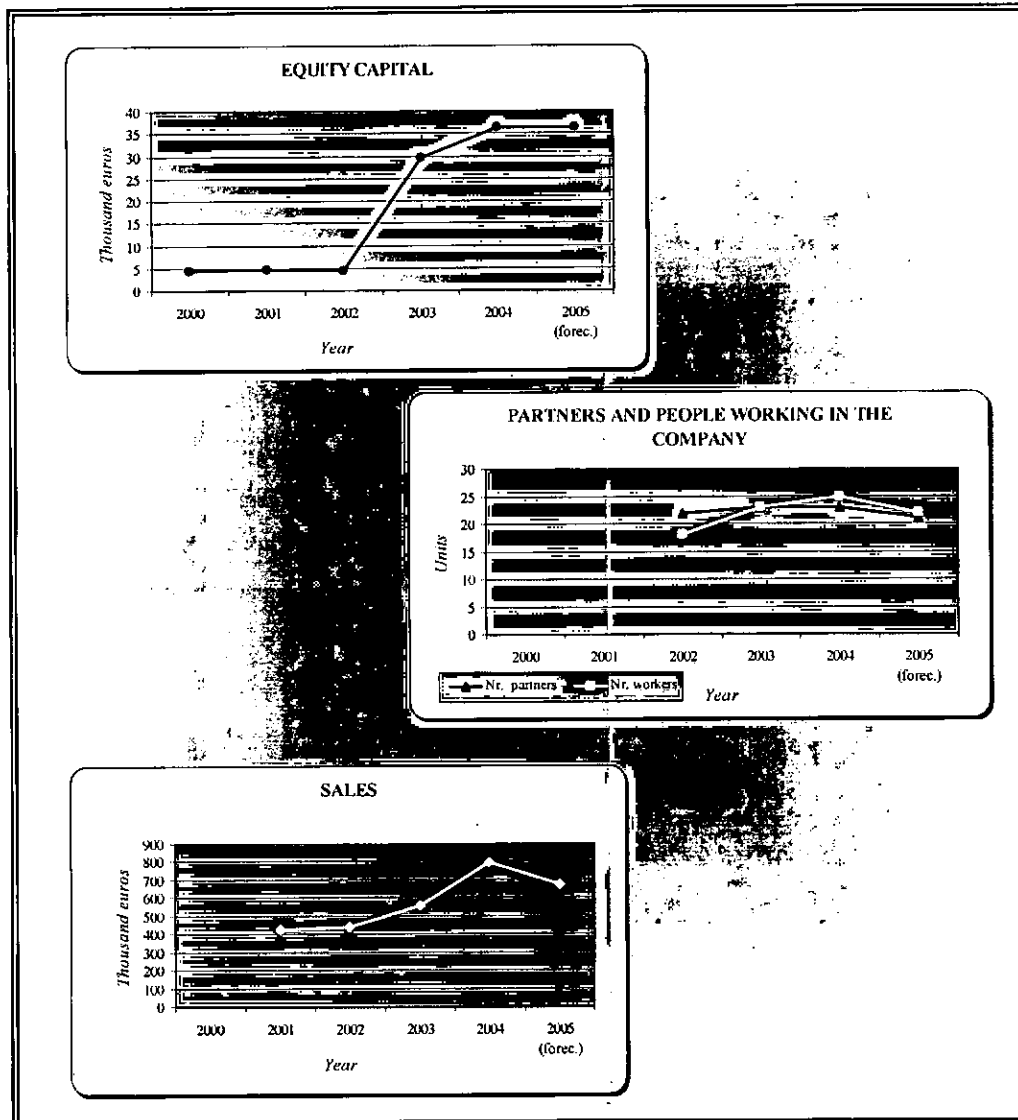 EQUITY CAPITAL
40
35
30
25
20
15
10
5
0
Thousand euros
2000 2001 2002 2003 2004 2005
(forec.)
Year
PARTNERS AND PEOPLE WORKING IN THE
COMPANY
30
25
20
15
10
5
0
Units
2000 2001 2002 2003 2004 2005
(forec.)
Nr. partners Nr. workers
Year
SALES
900
800
700
600
500
400
300
200
100
0
Thousand euros
2000 2001 2002 2003 2004 2005
(forec.)
Year